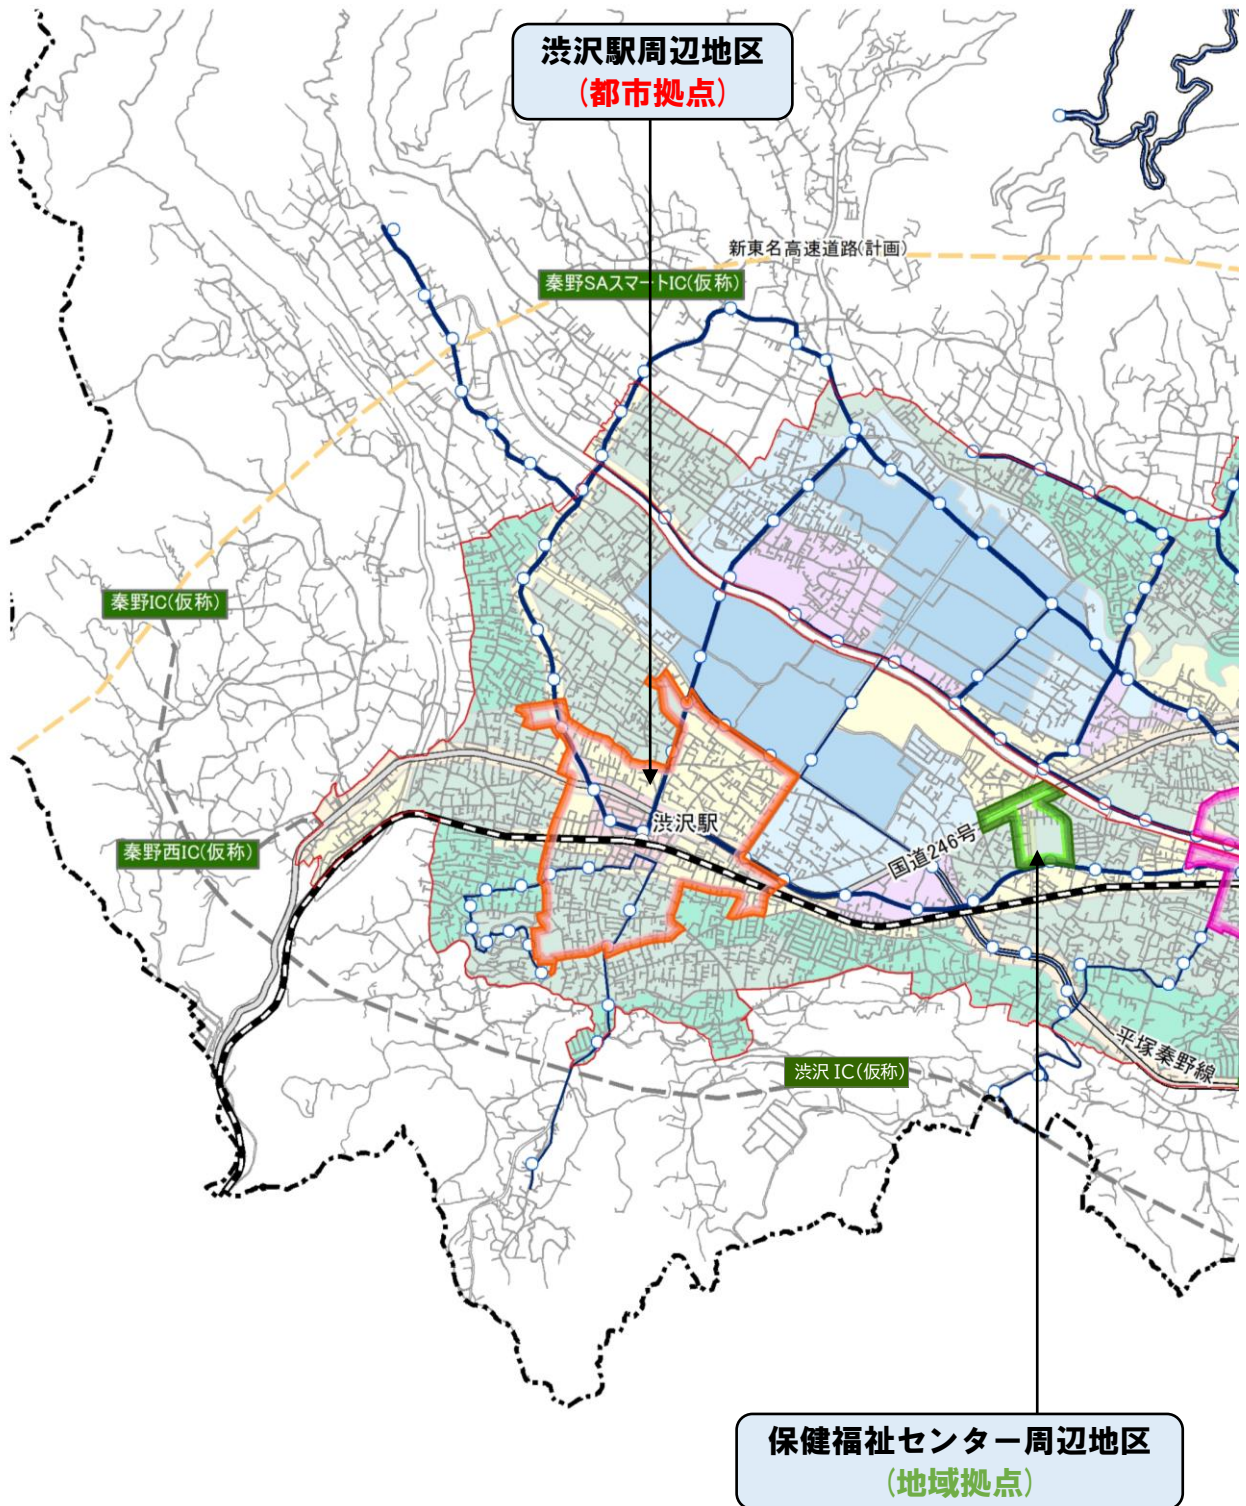 渋沢駅周辺地区
(都市拠点)
新東名高速道路(計画)
秦野SAスマートIC(仮称)
秦野IC(仮称)
渋沢駅
秦野西IC(仮称)
国道246号
平塚秦野線
渋沢 IC(仮称)
保健福祉センター周辺地区
(地域拠点)